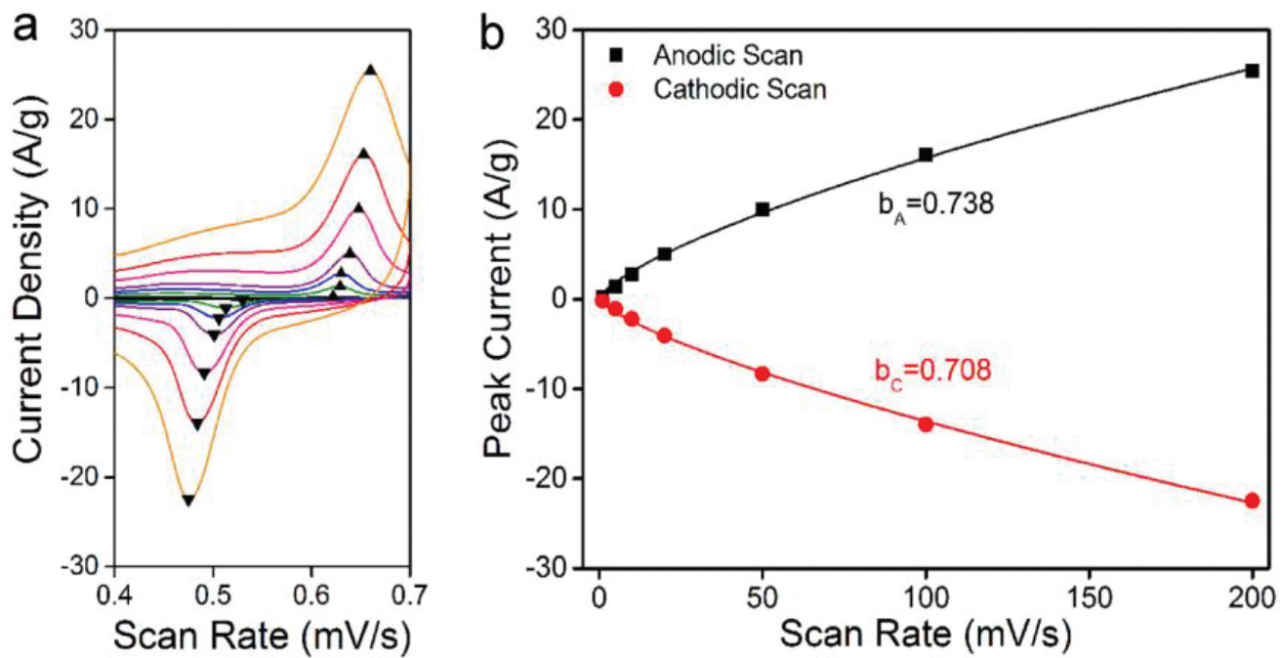 a
30
20
10
0
-10
-20
-30
0.4 0.5 0.6 0.7
Current Density (A/g)
Scan Rate (mV/s)
b
30
20
10
0
-10
-20
-30
0 50 100 150 200
Peak Current (A/g)
Scan Rate (mV/s)
Anodic Scan
Cathodic Scan
b_A=0.738
b_C=0.708